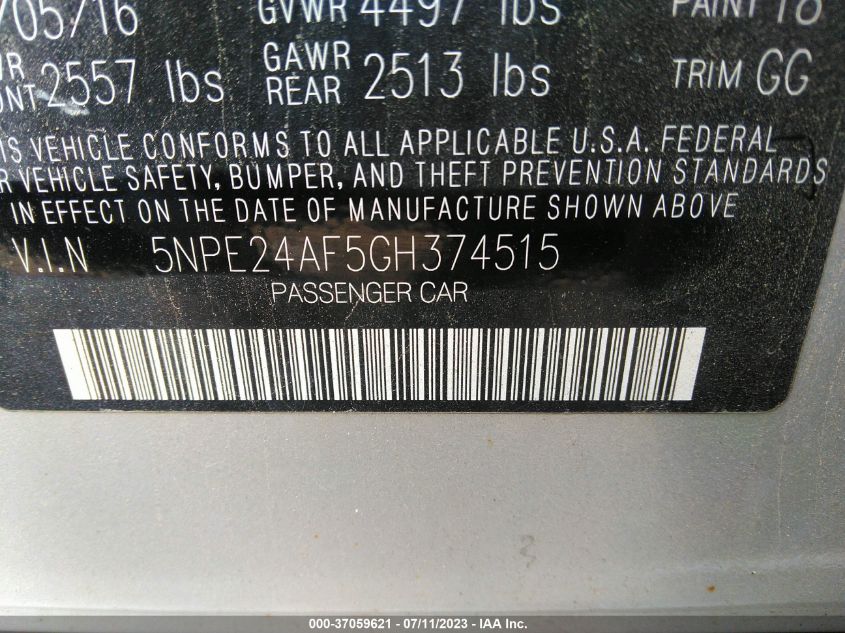 /05/16 GVWR 4497 lbs PAINT 18
2557 lbs GAWR REAR 2513 lbs TRIM GG
VEHICLE CONFORMS TO ALL APPLICABLE U.S.A. FEDERAL
VEHICLE SAFETY, BUMPER, AND THEFT PREVENTION STANDARDS
IN EFFECT ON THE DATE OF MANUFACTURE SHOWN ABOVE
V.I.N 5NPE24AF5GH374515
PASSENGER CAR
000-37059621 - 07/11/2023 - IAA Inc.